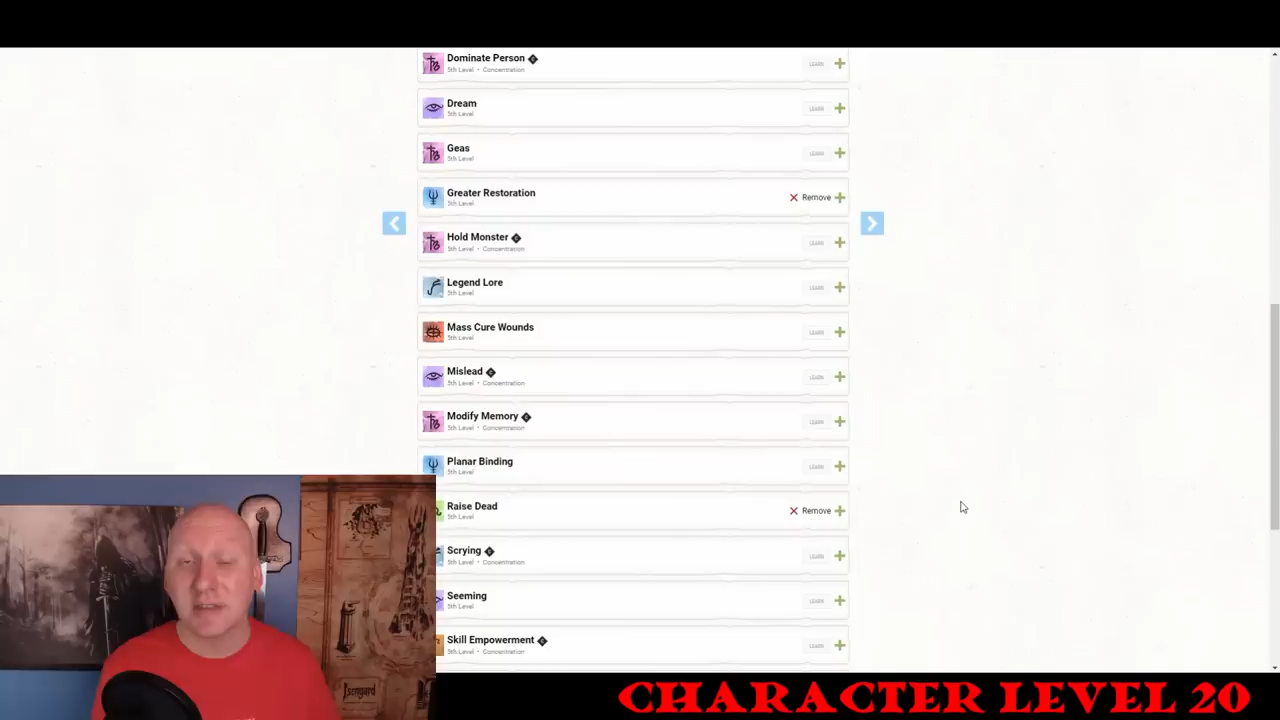 Dominate Person
5th Level • Concentration
LEARN
Dream
5th Level
LEARN
Geas
5th Level
LEARN
Greater Restoration
5th Level
Remove
Hold Monster
5th Level • Concentration
LEARN
Legend Lore
5th Level
LEARN
Mass Cure Wounds
5th Level
LEARN
Mislead
5th Level • Concentration
LEARN
Modify Memory
5th Level • Concentration
LEARN
Planar Binding
5th Level
LEARN
Raise Dead
5th Level
Remove
Scrying
5th Level • Concentration
LEARN
Seeming
5th Level
LEARN
Skill Empowerment
5th Level • Concentration
LEARN
Isengard
CHARACTER LEVEL 20